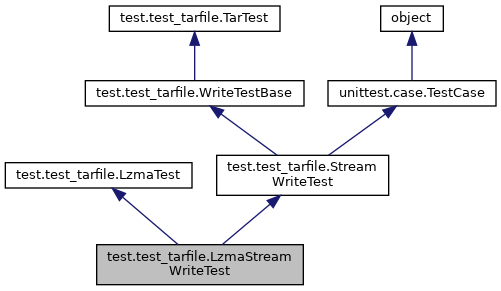 test.test_tarfile.TarTest
object
test.test_tarfile.WriteTestBase
unittest.case.TestCase
test.test_tarfile.LzmaTest
test.test_tarfile.Stream
WriteTest
test.test_tarfile.LzmaStream
WriteTest